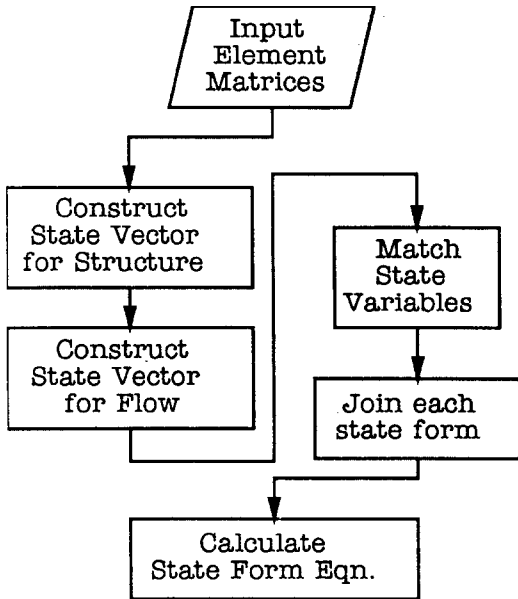 Input
Element
Matrices
Construct
State Vector
for Structure
Construct
State Vector
for Flow
Match
State
Variables
Join each
state form
Calculate
State Form Eqn.